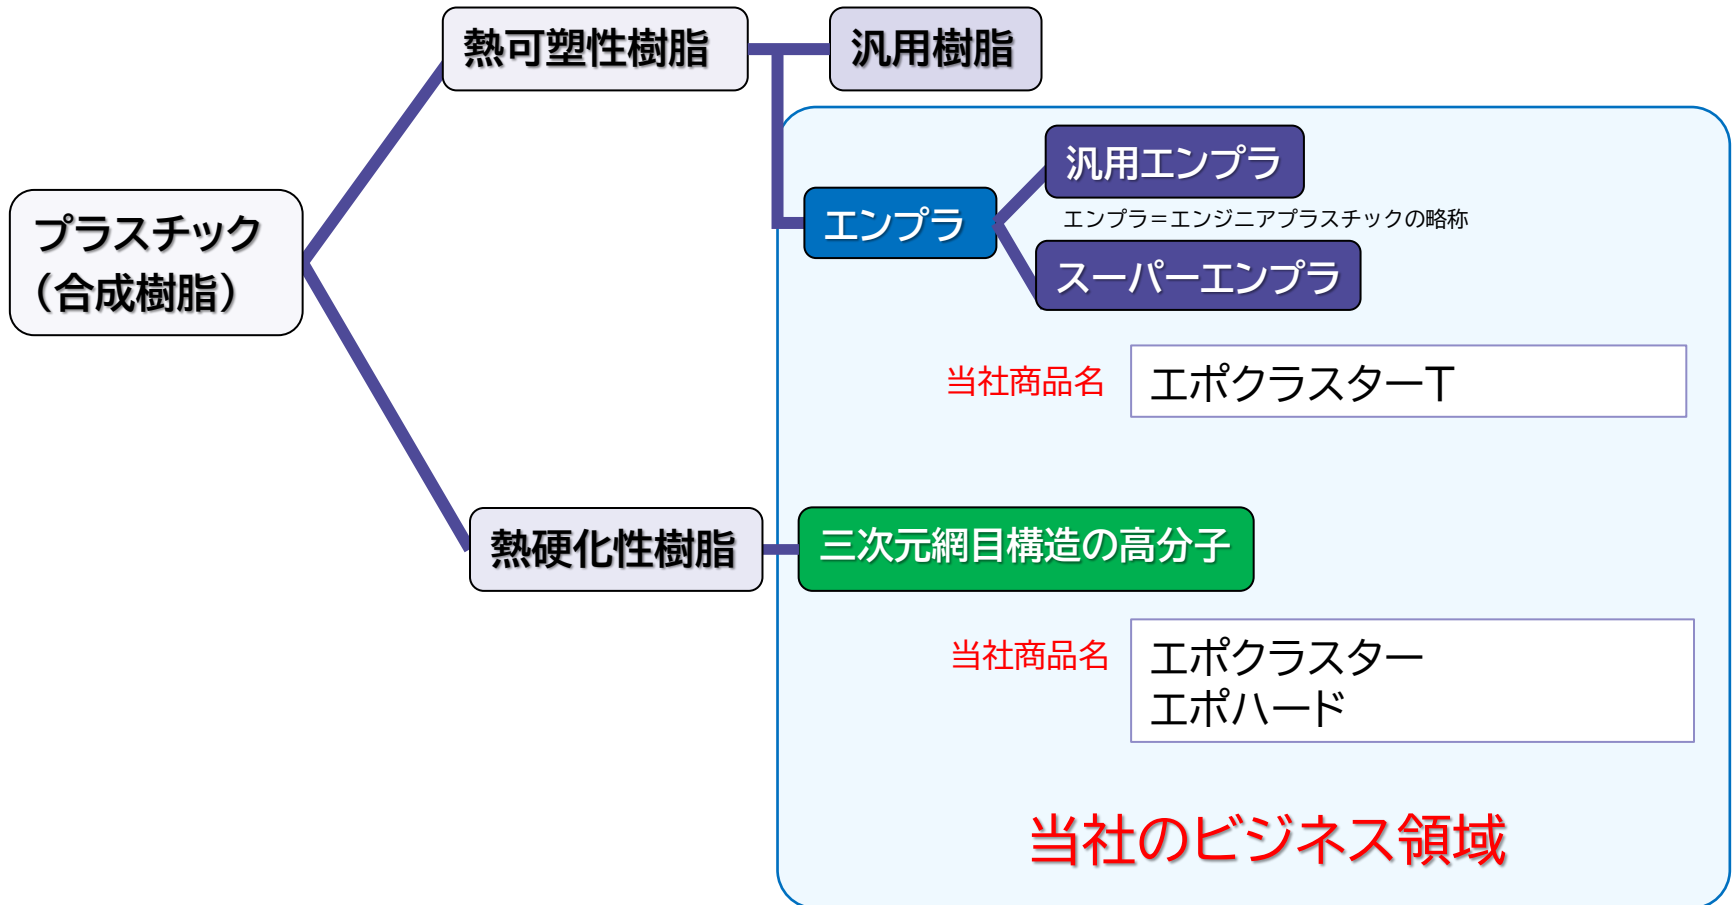 熱可塑性樹脂
汎用樹脂
汎用エンプラ
プラスチック
（合成樹脂）
エンプラ
エンプラ＝エンジニアプラスチックの略称
スーパーエンプラ
当社商品名
エポクラスターT
熱硬化性樹脂
三次元網目構造の高分子
当社商品名
エポクラスター
エポハード
当社のビジネス領域